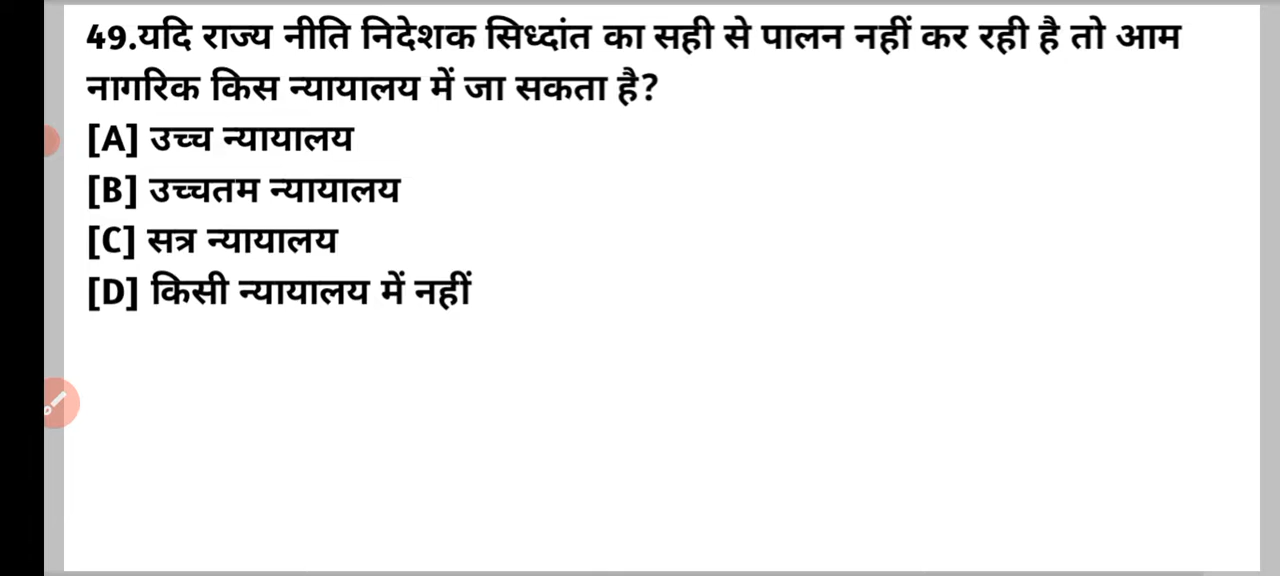 49.यदि राज्य नीति निदेशक सिध्दांत का सही से पालन नहीं कर रही है तो आम
नागरिक किस न्यायालय में जा सकता है?
[A] उच्च न्यायालय
[B] उच्चतम न्यायालय
[C] सत्र न्यायालय
[D] किसी न्यायालय में नहीं